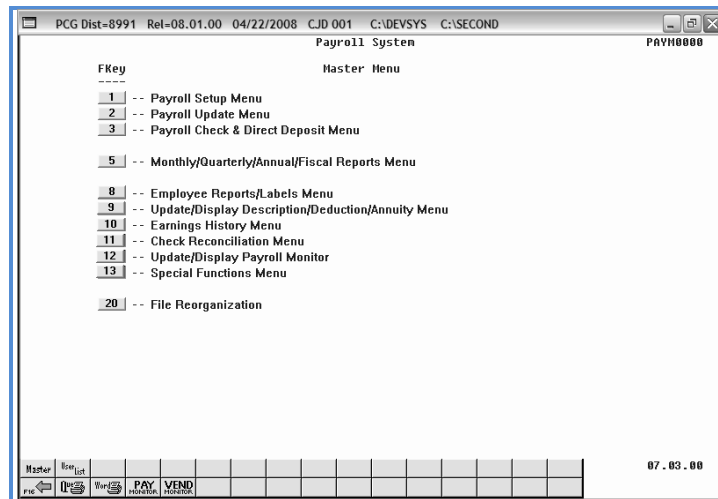 PCG Dist=8991 Rel=08.01.00 04/22/2008 CJD 001 C:\DEVSYS C:\SECOND
Payroll System PAYM0000
FKey Master Menu
----
1 -- Payroll Setup Menu
2 -- Payroll Update Menu
3 -- Payroll Check & Direct Deposit Menu
5 -- Monthly/Quarterly/Annual/Fiscal Reports Menu
8 -- Employee Reports/Labels Menu
9 -- Update/Display Description/Deduction/Annuity Menu
10 -- Earnings History Menu
11 -- Check Reconciliation Menu
12 -- Update/Display Payroll Monitor
13 -- Special Functions Menu
20 -- File Reorganization
Master User List 07.03.00
F16 Que Word PAY MONITOR VEND MONITOR